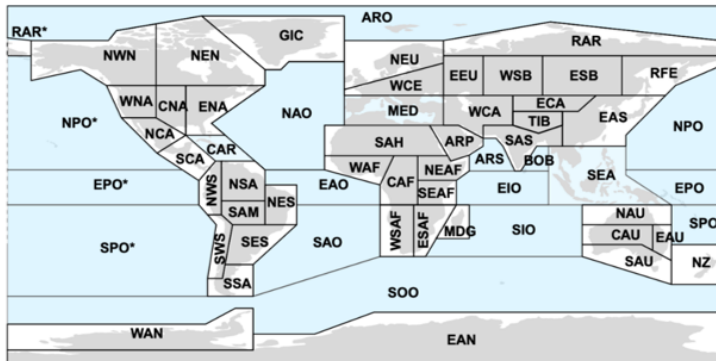 ARO
RAR*
GIC
RAR
NWN
NEN
NEU
EEU
WSB
ESB
RFE
WCE
WNA
CNA
ENA
NAO
MED
WCA
ECA
TIB
EAS
NPO*
NPO
NCA
SAH
ARP
SAS
CAR
SCA
WAF
NEAF
ARS
BOB
SEA
EPO*
NWS
NSA
EAO
CAF
SEAF
EIO
EPO
SAM
NES
NAU
SPO
SPO*
SWS
SES
SAO
WSAF
ESAF
MDG
SIO
CAU
EAU
SAU
NZ
SSA
SOO
WAN
EAN